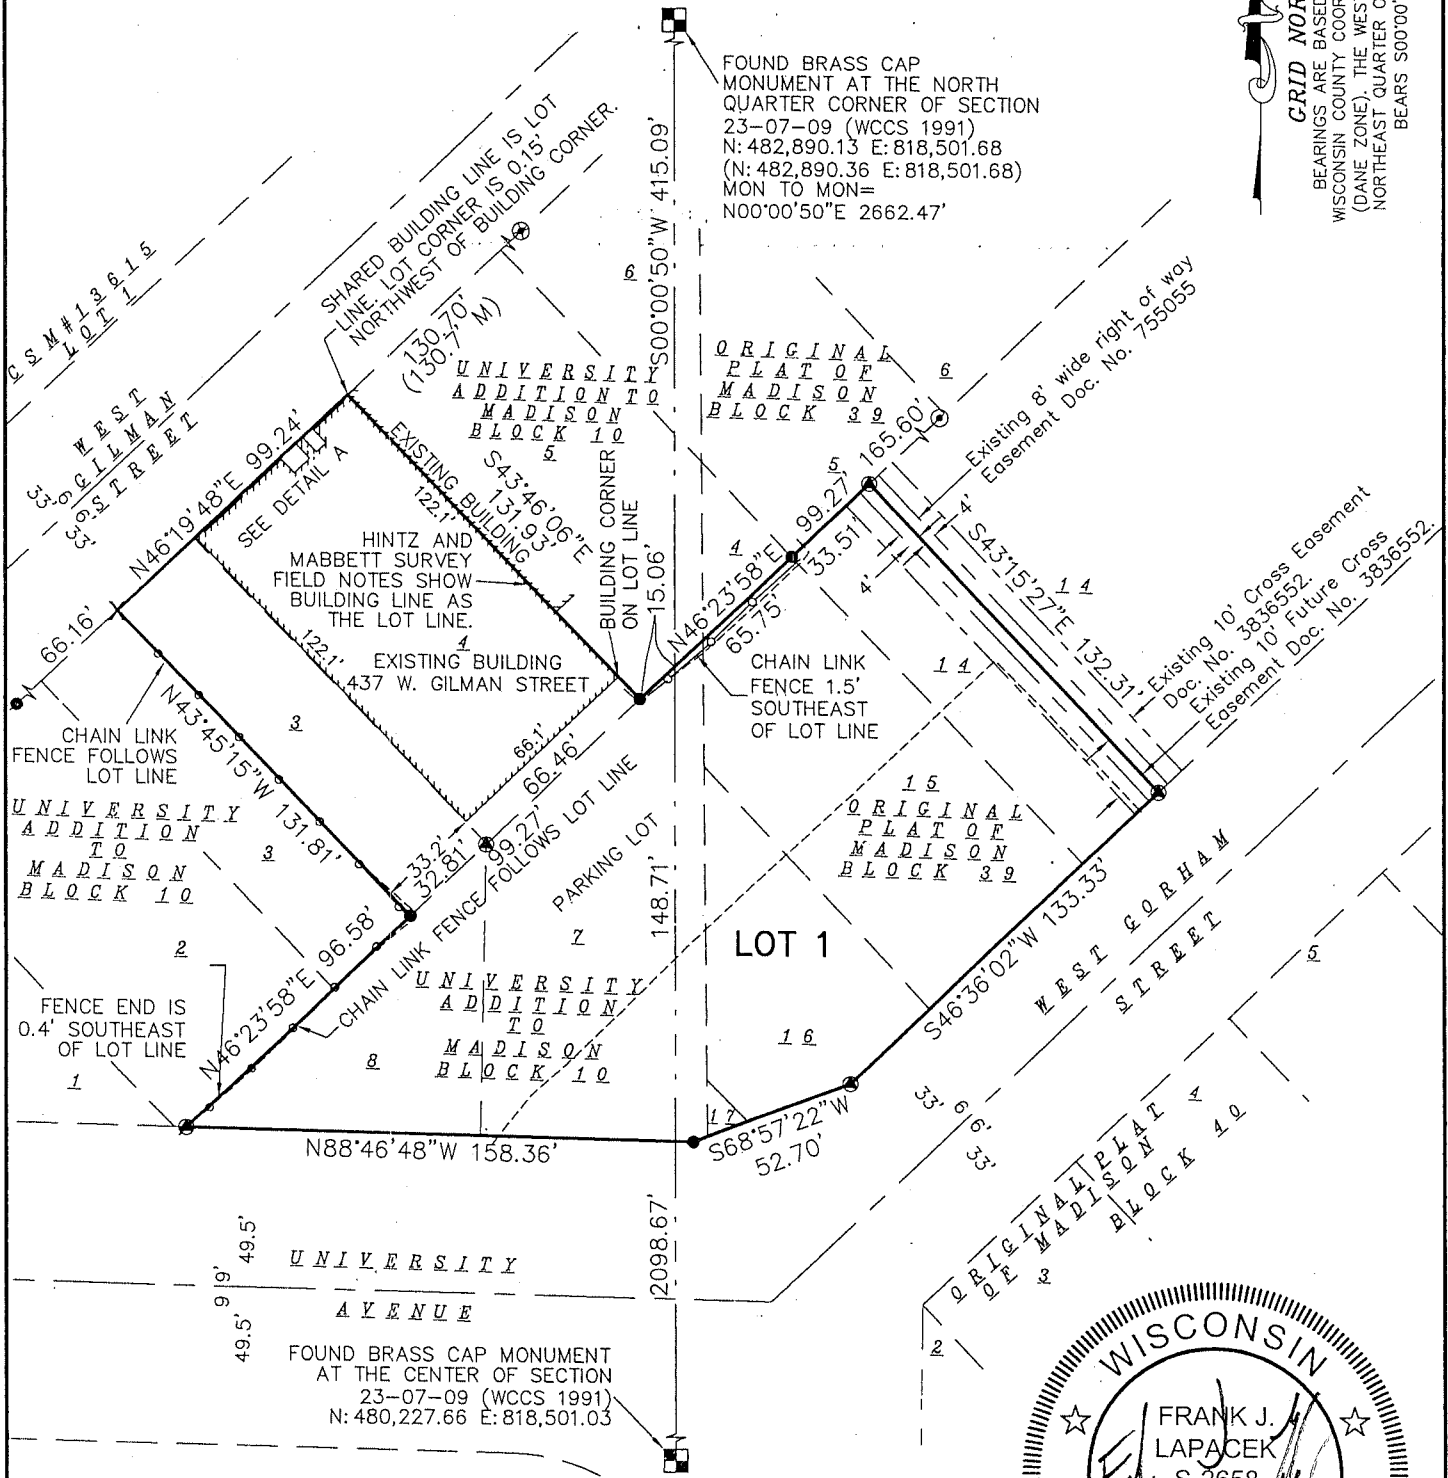 FOUND BRASS CAP
MONUMENT AT THE NORTH
QUARTER CORNER OF SECTION
23-07-09 (WCCS 1991)
N: 482,890.13 E: 818,501.68
(N: 482,890.36 E: 818,501.68)
MON TO MON=
N00°00'50"E 2662.47'
GRID NOR
BEARINGS ARE BASED
WISCONSIN COUNTY COOR
(DANE ZONE). THE WEST
NORTHEAST QUARTER O
BEARS S00°00'
SHARED BUILDING LINE IS LOT
LINE. LOT CORNER IS 0.15'
NORTHWEST OF BUILDING CORNER.
S00°00'50"W 415.09'
CSM#13615
LOT 1
WEST
GILMAN
STREET
33'
66'
33'
130.70'
(130.7' M)
6
UNIVERSITY
ADDITION TO
MADISON
BLOCK 10
5
ORIGINAL
PLAT OF
MADISON
BLOCK 39
6
5
4
Existing 8' wide right of way
Easement Doc. No. 755055
165.60'
99.27'
N46°19'48"E 99.24'
SEE DETAIL A
EXISTING BUILDING
122.1'
S43°46'06"E
131.93'
BUILDING CORNER
ON LOT LINE
15.06'
HINTZ AND
MABBETT SURVEY
FIELD NOTES SHOW
BUILDING LINE AS
THE LOT LINE.
4
EXISTING BUILDING
437 W. GILMAN STREET
122.1'
66.1'
66.46'
N46°23'58"E
65.75'
33.51'
4'
4'
S43°15'27"E 132.31'
14
14
Existing 10' Cross Easement
Doc. No. 3836552.
Existing 10' Future Cross
Easement Doc. No. 3836552.
CHAIN LINK
FENCE 1.5'
SOUTHEAST
OF LOT LINE
66.16'
CHAIN LINK
FENCE FOLLOWS
LOT LINE
N43°45'15"W 131.81'
3
3
UNIVERSITY
ADDITION
TO
MADISON
BLOCK 10
2
33.2'
32.81'
99.27'
CHAIN LINK FENCE FOLLOWS LOT LINE
PARKING LOT
148.71'
15
ORIGINAL
PLAT OF
MADISON
BLOCK 39
LOT 1
S46°36'02"W 133.33'
WEST GORHAM
STREET
5
N46°23'58"E 96.58'
FENCE END IS
0.4' SOUTHEAST
OF LOT LINE
1
7
UNIVERSITY
ADDITION
TO
MADISON
BLOCK 10
8
16
17
N88°46'48"W 158.36'
S68°57'22"W
52.70'
33'
66'
33'
4
ORIGINAL PLAT
OF MADISON
BLOCK 40
3
2
2098.67'
49.5'
99'
49.5'
UNIVERSITY
AVENUE
FOUND BRASS CAP MONUMENT
AT THE CENTER OF SECTION
23-07-09 (WCCS 1991)
N: 480,227.66 E: 818,501.03
WISCONSIN
FRANK J.
LAPACEK
S-2658